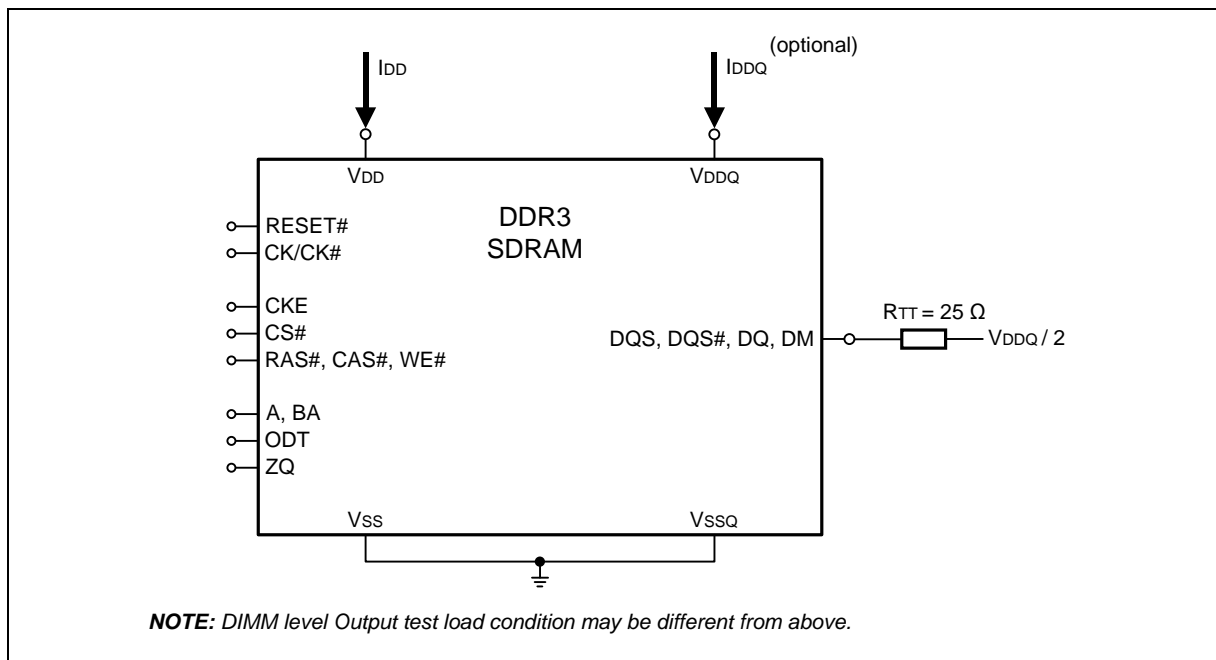 (optional)
IDD
IDDQ
VDD
VDDQ
DDR3
SDRAM
RESET#
CK/CK#
CKE
CS#
RAS#, CAS#, WE#
A, BA
ODT
ZQ
DQS, DQS#, DQ, DM
RTT = 25 Ω
VDDQ / 2
VSS
VSSQ
NOTE: DIMM level Output test load condition may be different from above.